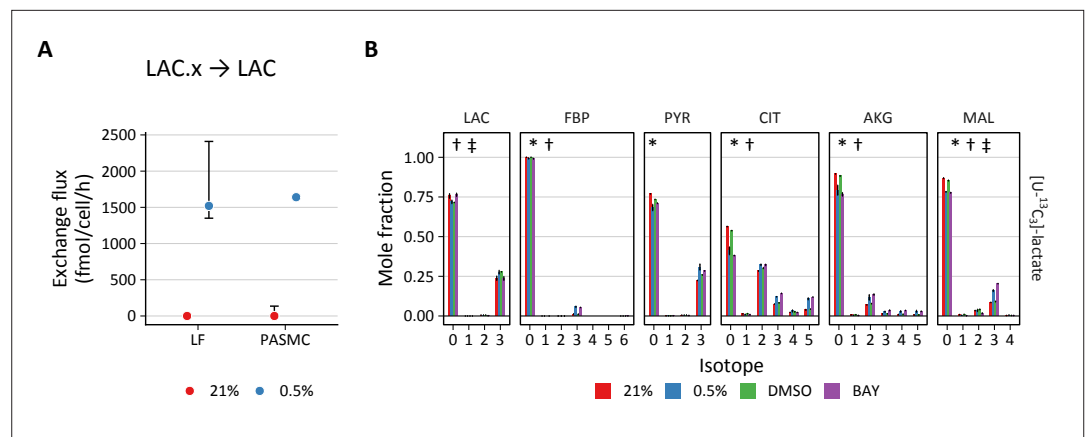 A
B
LAC.x → LAC
Exchange flux
(fmol/cell/h)
2500
2000
1500
1000
500
0
LF PASMC
21% 0.5%
LAC FBP PYR CIT AKG MAL
† ‡ * † * * † * † * † ‡
Mole fraction
1.00
0.75
0.50
0.25
0.00
[U-¹³C₃]-lactate
0 1 2 3 0 1 2 3 4 5 6 0 1 2 3 0 1 2 3 4 5 0 1 2 3 4 5 0 1 2 3 4
Isotope
21% 0.5% DMSO BAY